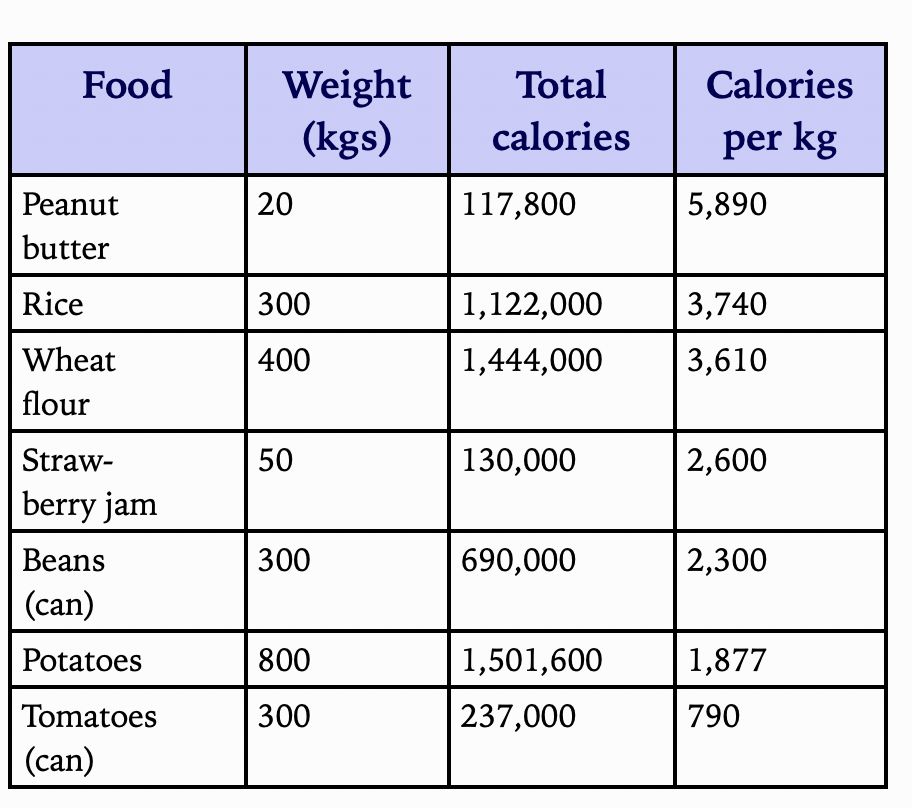 Food Weight (kgs) Total calories Calories per kg
Peanut butter 20 117,800 5,890
Rice 300 1,122,000 3,740
Wheat flour 400 1,444,000 3,610
Straw-berry jam 50 130,000 2,600
Beans (can) 300 690,000 2,300
Potatoes 800 1,501,600 1,877
Tomatoes (can) 300 237,000 790